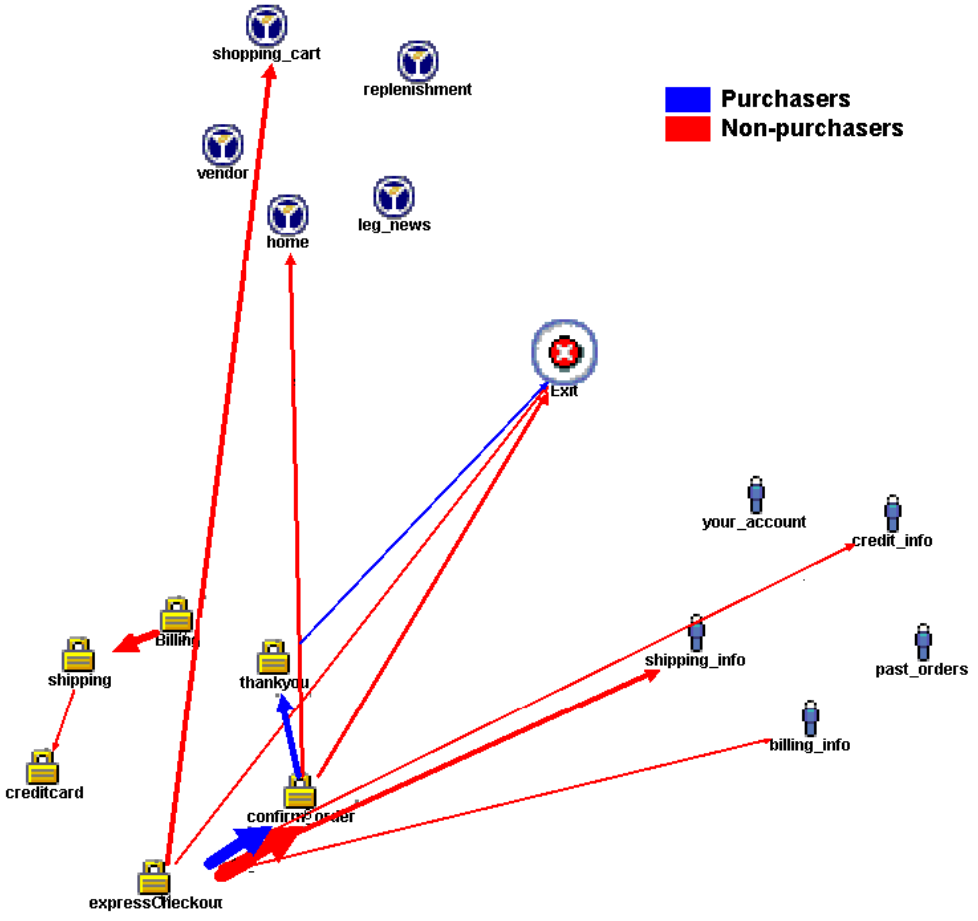 shopping_cart
replenishment
Purchasers
Non-purchasers
vendor
leg_news
home
Exit
your_account
credit_info
Billing
shipping_info
past_orders
shipping
thankyou
billing_info
creditcard
confirm_order
expressCheckout